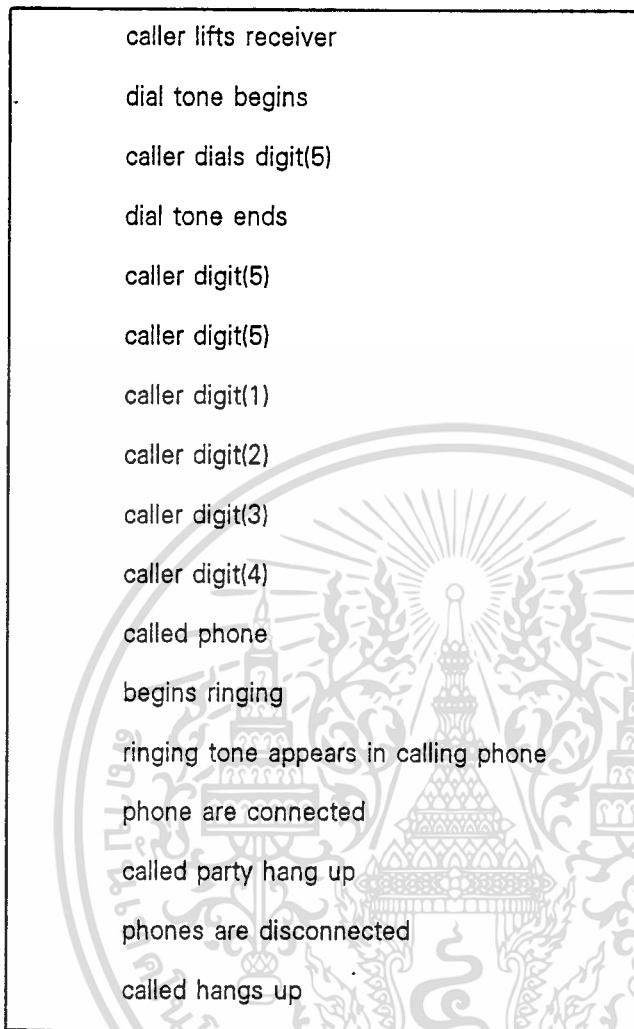 caller lifts receiver
dial tone begins
caller dials digit(5)
dial tone ends
caller digit(5)
caller digit(5)
caller digit(1)
caller digit(2)
caller digit(3)
caller digit(4)
called phone
begins ringing
ringing tone appears in calling phone
phone are connected
called party hang up
phones are disconnected
called hangs up